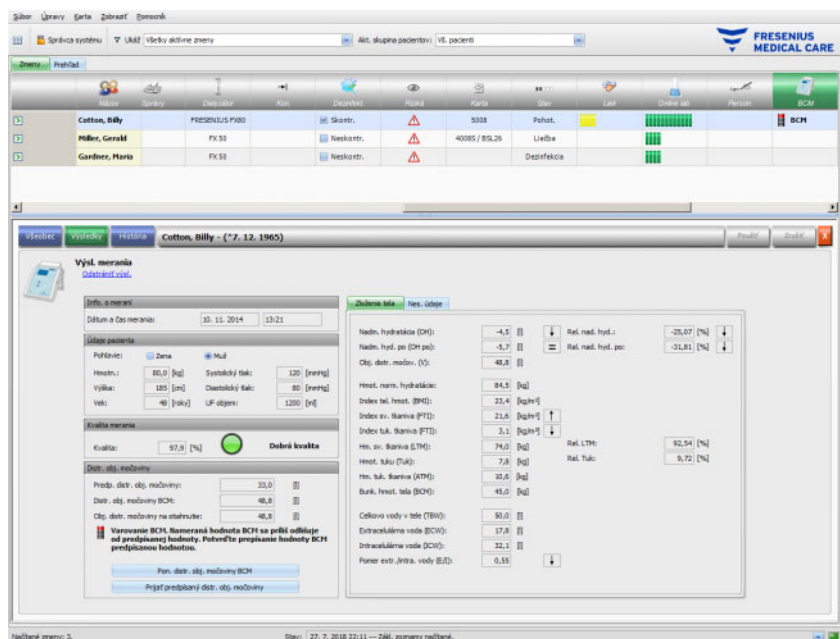 Súbor Úpravy Karta Zobraziť Pomocník
Správca systému Ukáž Všetky aktívne zmeny Akt. skupina pacientov: Vš. pacienti
FRESENIUS
MEDICAL CARE
Zmeny Prehľad
Názov Správy Dialyzátor Kon. Dezinfekt. Riziká Karta Stav Lieč. Online lab. Person. BCM
Cotton, Billy FRESENIUS FX80 Skontr. 5008 Pohot. BCM
Miller, Gerald FX 50 Neskontr. 4008S / BSL26 Liečba
Gardner, Maria FX 50 Neskontr. Dezinfekcia
Všeobec Výsledky História Cotton, Billy - (*7. 12. 1965) Použiť Zrušiť X
Výsl. merania
Odstrániť výsl.
Info. o meraní
Dátum a čas merania: 10. 11. 2014 13:21
Údaje pacienta
Pohlavie: Žena Muž
Hmotn.: 80,0 [kg] Systolický tlak: 120 [mmHg]
Výška: 185 [cm] Diastolický tlak: 80 [mmHg]
Vek: 48 [roky] UF objem: 1200 [ml]
Kvalita merania
Kvalita: 97,9 [%] Dobrá kvalita
Distr. obj. močoviny
Predp. distr. obj. močoviny: 33,0 [l]
Distr. obj. močoviny BCM: 48,8 [l]
Obj. distr. močoviny na stiahnutie: 48,8 [l]
Varovanie BCM. Nameraná hodnota BCM sa príliš odlišuje
od predpísanej hodnoty. Potvrďte prepísanie hodnoty BCM
predpísanou hodnotou.
Pon. distr. obj. močoviny BCM
Prijať predpísaný distr. obj. močoviny
Zloženie tela Nes. údaje
Nadm. hydratácia (OH): -4,5 [l] Rel. nad. hyd.: -25,07 [%]
Nadm. hyd. po (OH po): -5,7 [l] Rel. nad. hyd. po: -31,81 [%]
Obj. distr. močov. (V): 48,8 [l]
Hmot. norm. hydratácie: 84,5 [kg]
Index tel. hmot. (BMI): 23,4 [kg/m²]
Index sv. tkaniva (FTI): 21,6 [kg/m²]
Index tuk. tkaniva (FTI): 3,1 [kg/m²]
Hm. sv. tkaniva (LTM): 74,0 [kg] Rel. LTM: 92,54 [%]
Hmot. tuku (Tuk): 7,8 [kg] Rel. Tuk: 9,72 [%]
Hm. tuk. tkaniva (ATM): 10,6 [kg]
Bunk. hmot. tela (BCM): 45,0 [kg]
Celkovo vody v tele (TBW): 50,0 [l]
Extracelulárna voda (ECW): 17,8 [l]
Intracelulárna voda (ICW): 32,1 [l]
Pomer extr./intra. vody (E/I): 0,55
Načítané zmeny: 3. Stav: 27. 7. 2018 22:11 — Zákl. zoznamy načítané.